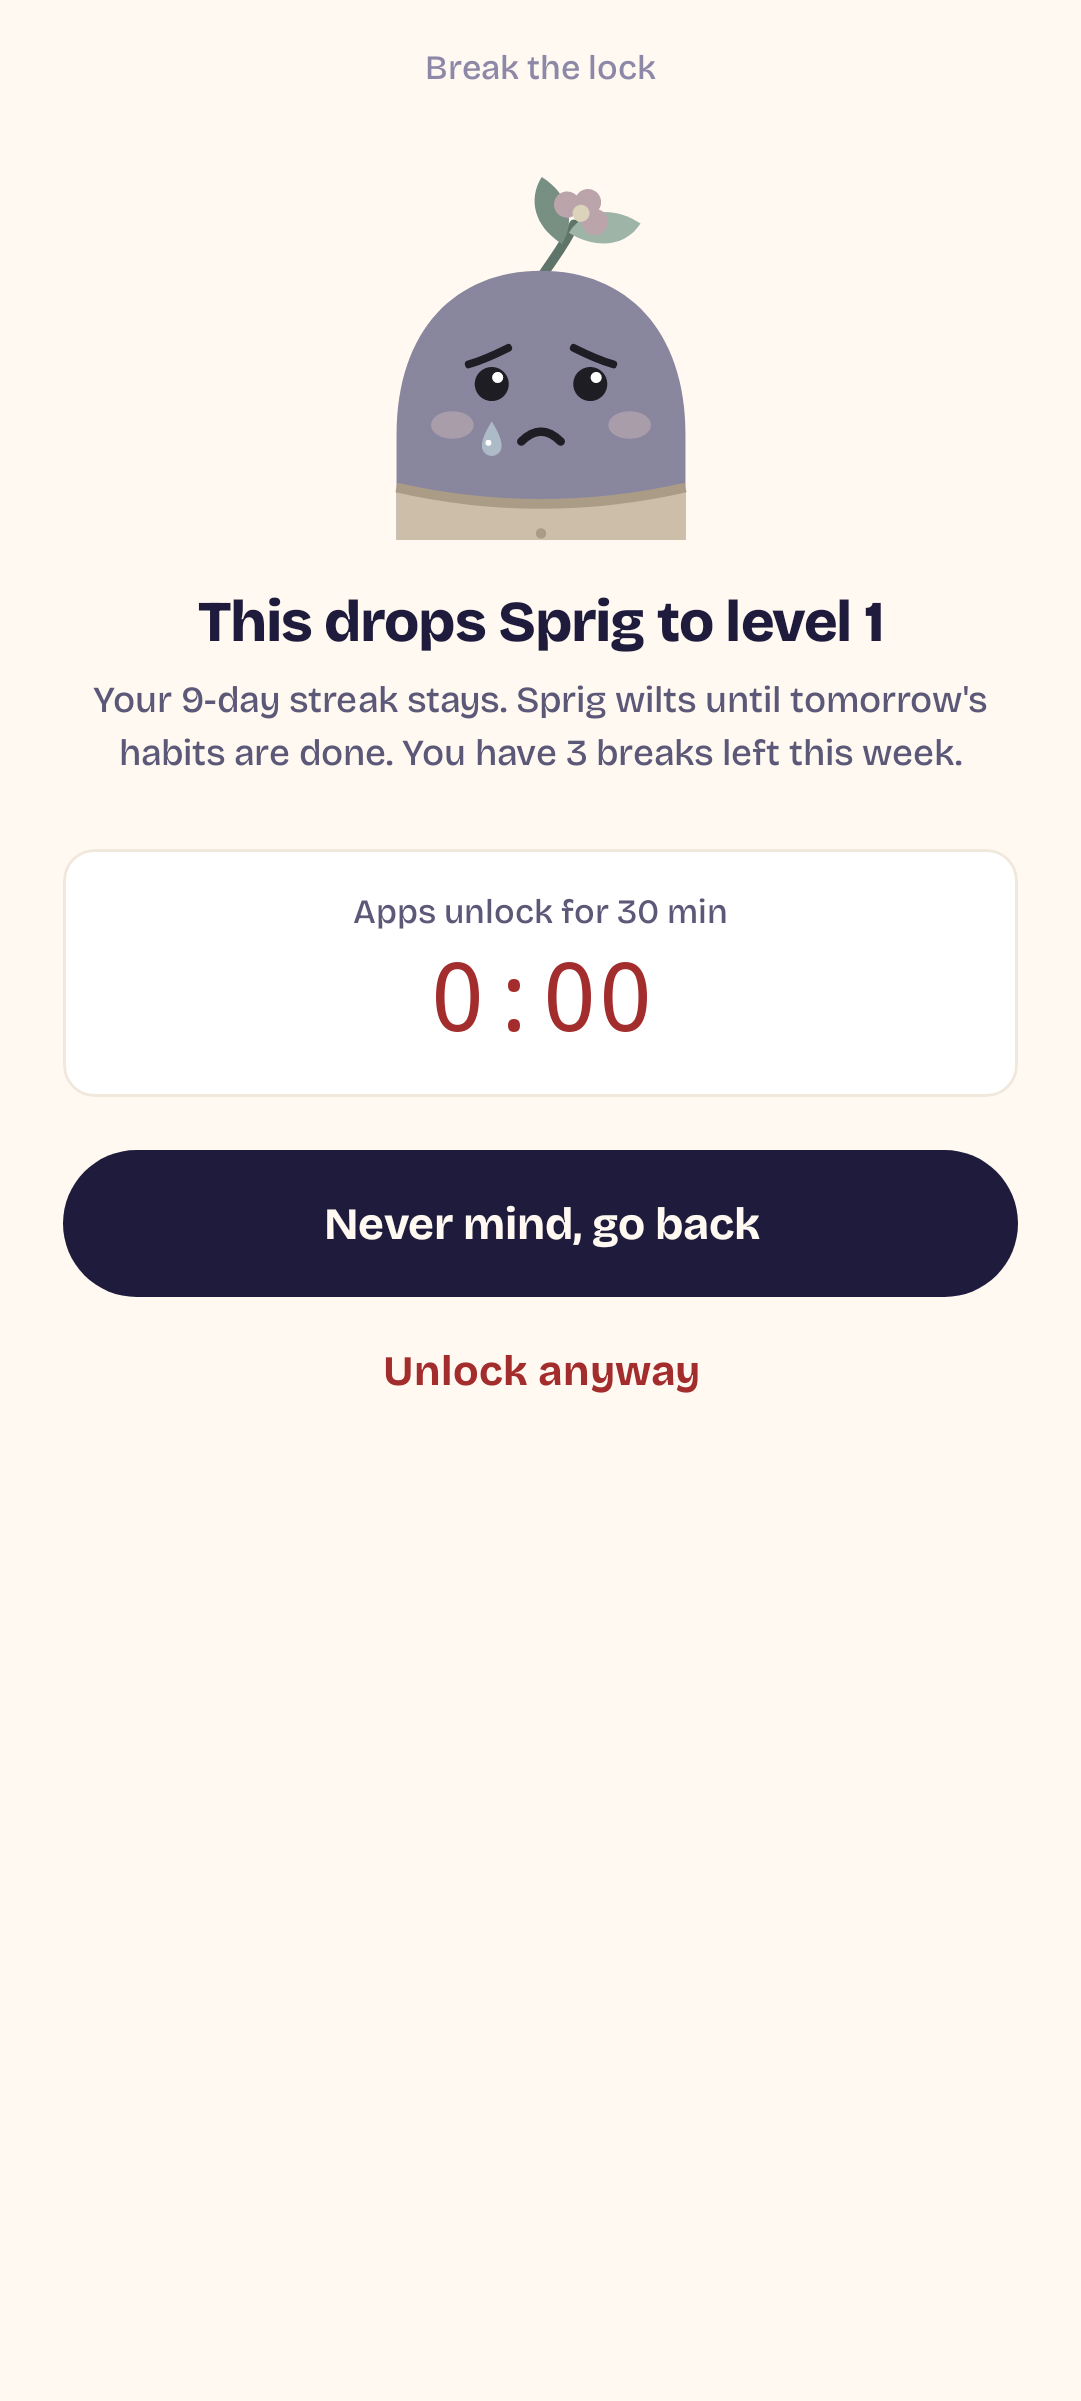 Break the lock
This drops Sprig to level 1
Your 9-day streak stays. Sprig wilts until tomorrow's
habits are done. You have 3 breaks left this week.
Apps unlock for 30 min
0:00
Never mind, go back
Unlock anyway